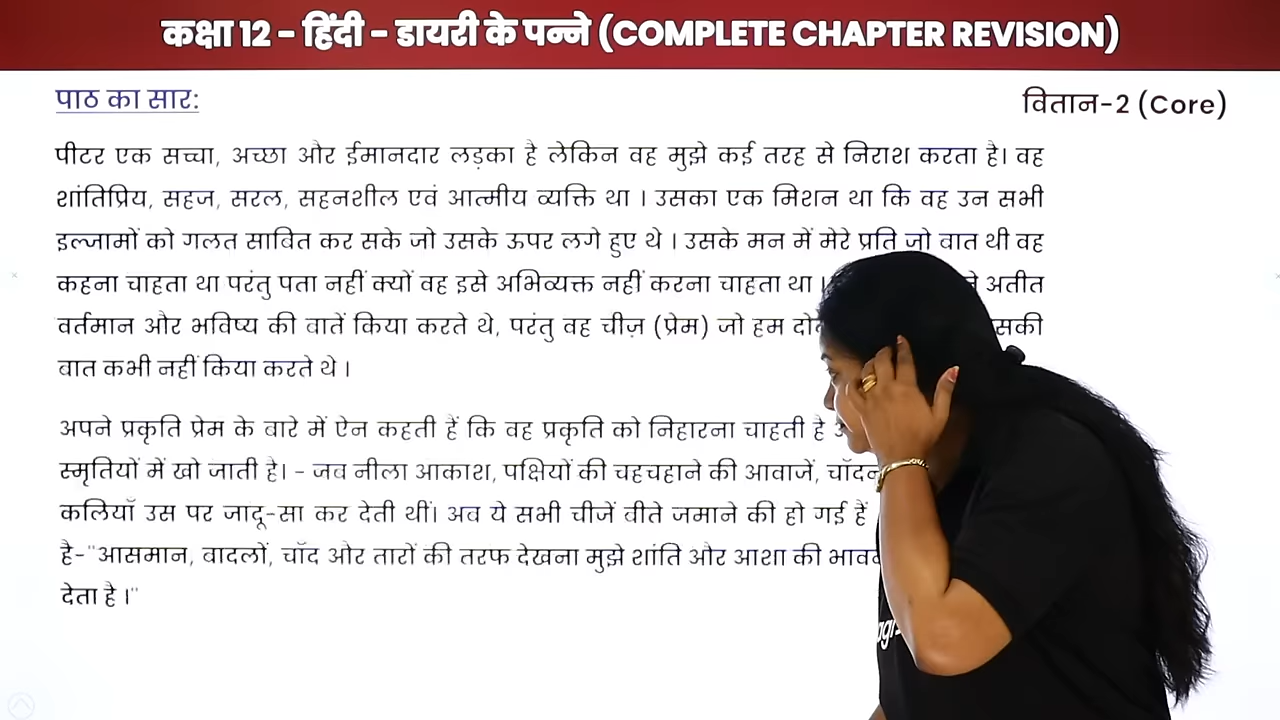 कक्षा 12 - हिंदी - डायरी के पन्ने (COMPLETE CHAPTER REVISION)
पाठ का सार:
वितान-2 (Core)
पीटर एक सच्चा, अच्छा और ईमानदार लड़का है लेकिन वह मुझे कई तरह से निराश करता है। वह
शांतिप्रिय, सहज, सरल, सहनशील एवं आत्मीय व्यक्ति था । उसका एक मिशन था कि वह उन सभी
इल्जामों को गलत साबित कर सके जो उसके ऊपर लगे हुए थे । उसके मन में मेरे प्रति जो बात थी वह
कहना चाहता था परंतु पता नहीं क्यों वह इसे अभिव्यक्त नहीं करना चाहता था । अतीत
वर्तमान और भविष्य की बातें किया करते थे, परंतु वह चीज़ (प्रेम) जो हम
बात कभी नहीं किया करते थे ।
अपने प्रकृति प्रेम के बारे में ऐन कहती हैं कि वह प्रकृति को निहारना चाहती है
स्मृतियों में खो जाती है। - जब नीला आकाश, पक्षियों की चहचहाने की आवाजें,
कलियाँ उस पर जादू-सा कर देती थीं। अब ये सभी चीजें बीते जमाने की हो गई हैं
है-"आसमान, बादलों, चाँद और तारों की तरफ देखना मुझे शांति और आशा की
देता है ।"